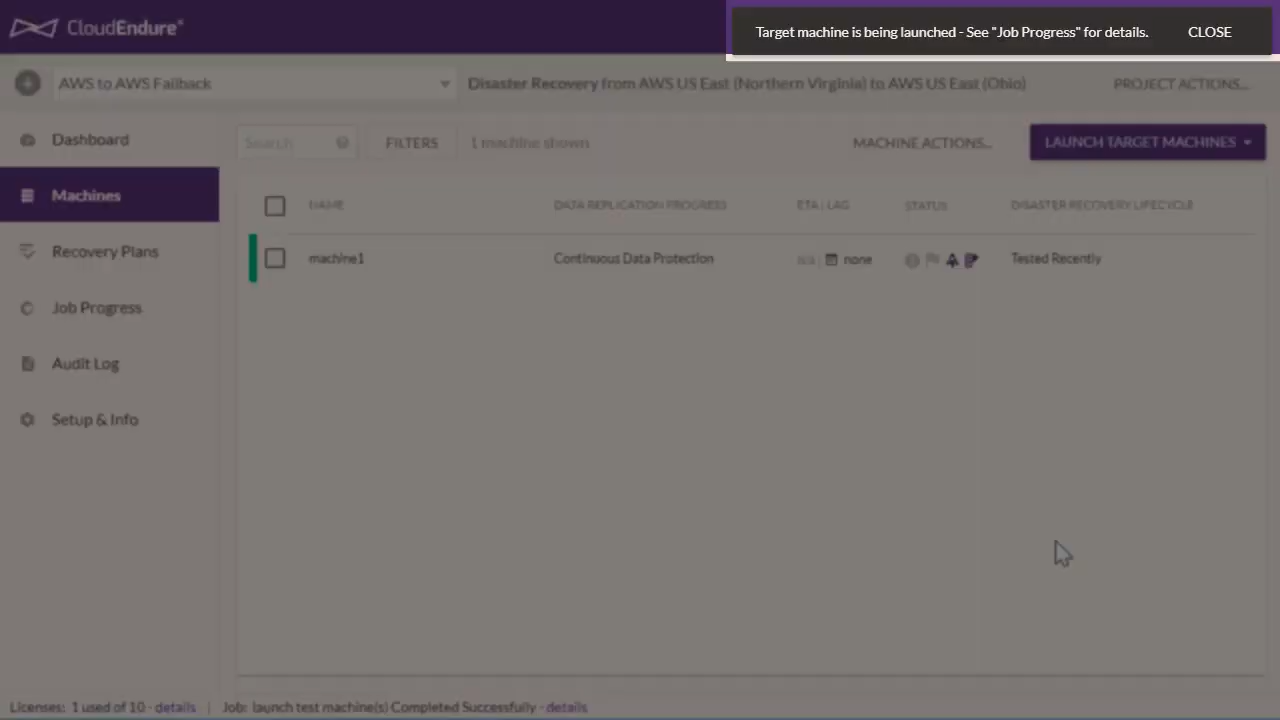 CloudEndure®
Target machine is being launched - See "Job Progress" for details. CLOSE
AWS to AWS Failback
Disaster Recovery from AWS US East (Northern Virginia) to AWS US East (Ohio)
PROJECT ACTIONS...
Dashboard
Machines
Recovery Plans
Job Progress
Audit Log
Setup & Info
Search
FILTERS
1 machine shown
MACHINE ACTIONS...
LAUNCH TARGET MACHINES
NAME DATA REPLICATION PROGRESS ETA | LAG STATUS DISASTER RECOVERY LIFECYCLE
machine1 Continuous Data Protection n/a | none Tested Recently
Licenses: 1 used of 10 - details | Job: launch test machine(s) Completed Successfully - details